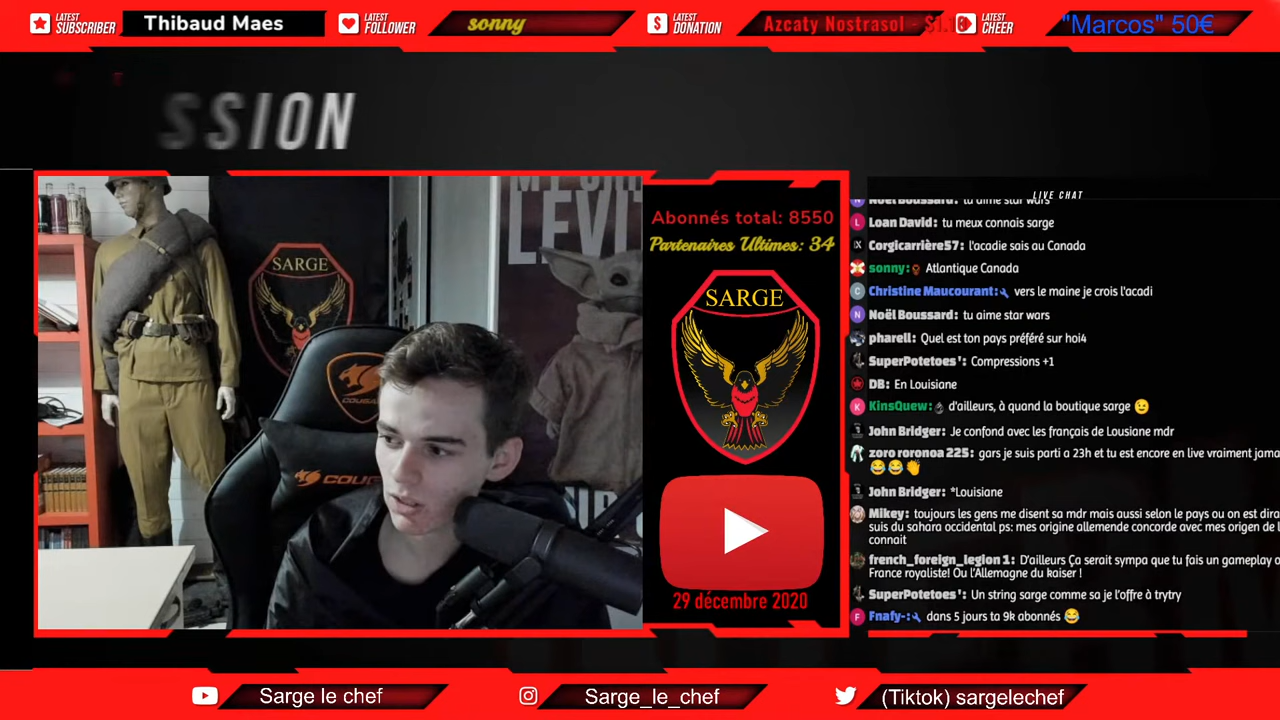 LATEST SUBSCRIBER
Thibaud Maes
LATEST FOLLOWER
sonny
LATEST DONATION
Azcaty Nostrasol -
LATEST CHEER
"Marcos" 50€
SSION
SARGE
COUGAR
LEVIT
Abonnés total: 8550
Partenaires Ultimes: 34
SARGE
29 décembre 2020
LIVE CHAT
Noël Boussard: tu aime star wars
Loan David: tu meux connais sarge
Corgicarrière57: l'acadie sais au Canada
sonny: Atlantique Canada
Christine Maucourant: vers le maine je crois l'acadi
Noël Boussard: tu aime star wars
pharell: Quel est ton pays préféré sur hoi4
SuperPotetoes': Compressions +1
DB: En Louisiane
KinsQuew: d'ailleurs, à quand la boutique sarge 😉
John Bridger: Je confond avec les français de Lousiane mdr
zoro roronoa 225: gars je suis parti a 23h et tu est encore en live vraiment jama
😂😂👏
John Bridger: *Louisiane
Mikey: toujours les gens me disent sa mdr mais aussi selon le pays ou on est dira
suis du sahara occidental ps: mes origine allemende concorde avec mes origen de l
connait
french_foreign_legion 1: D'ailleurs Ça serait sympa que tu fais un gameplay o
France royaliste! Ou l'Allemagne du kaiser !
SuperPotetoes': Un string sarge comme sa je l'offre à trytry
Fnafy-: dans 5 jours ta 9k abonnés 😂
Sarge le chef
Sarge_le_chef
(Tiktok) sargelechef